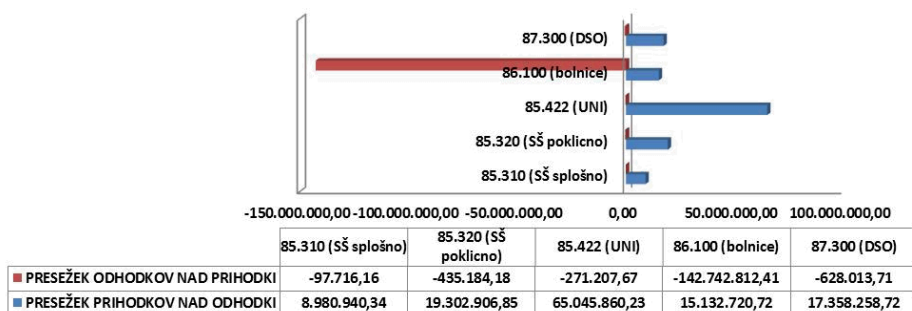 87.300 (DSO)
86.100 (bolnice)
85.422 (UNI)
85.320 (SŠ poklicno)
85.310 (SŠ splošno)
-150.000.000,00 -100.000.000,00 -50.000.000,00 0,00 50.000.000,00 100.000.000,00
85.310 (SŠ splošno) 85.320 (SŠ poklicno) 85.422 (UNI) 86.100 (bolnice) 87.300 (DSO)
PRESEŽEK ODHODKOV NAD PRIHODKI -97.716,16 -435.184,18 -271.207,67 -142.742.812,41 -628.013,71
PRESEŽEK PRIHODKOV NAD ODHODKI 8.980.940,34 19.302.906,85 65.045.860,23 15.132.720,72 17.358.258,72